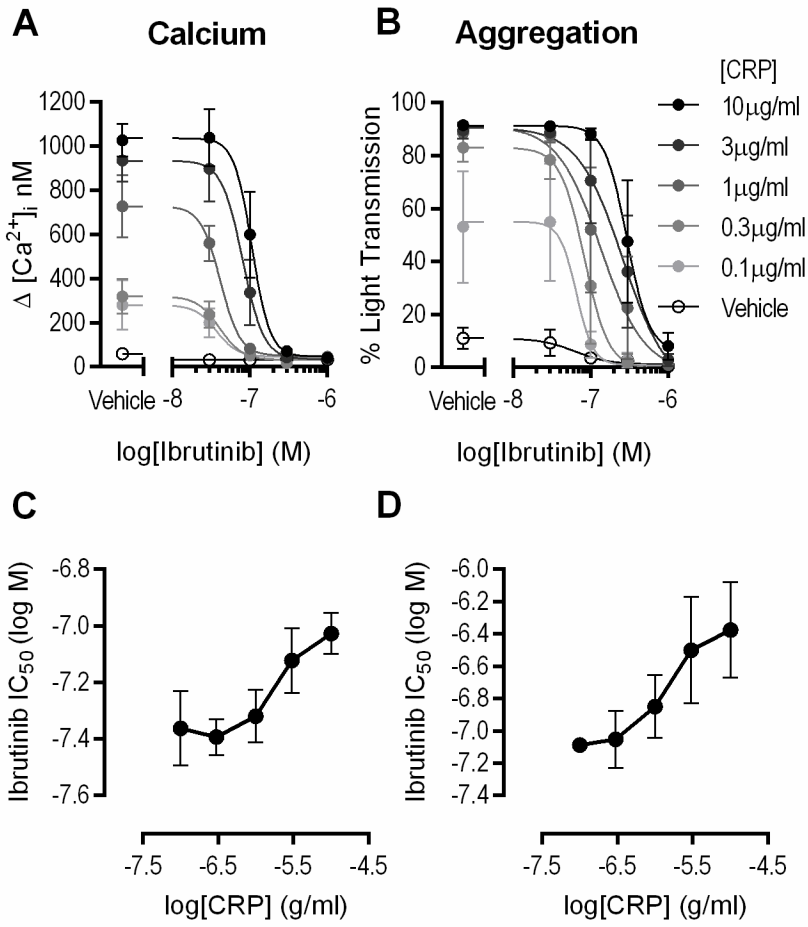 A
Calcium
Δ [Ca²⁺]ᵢ nM
1200
1000
800
600
400
200
0
Vehicle -8 -7 -6
log[Ibrutinib] (M)
B
Aggregation
% Light Transmission
100
80
60
40
20
0
Vehicle -8 -7 -6
log[Ibrutinib] (M)
[CRP]
10μg/ml
3μg/ml
1μg/ml
0.3μg/ml
0.1μg/ml
Vehicle
C
Ibrutinib IC₅₀ (log M)
-6.8
-7.0
-7.2
-7.4
-7.6
-7.5 -6.5 -5.5 -4.5
log[CRP] (g/ml)
D
Ibrutinib IC₅₀ (log M)
-6.0
-6.2
-6.4
-6.6
-6.8
-7.0
-7.2
-7.4
-7.5 -6.5 -5.5 -4.5
log[CRP] (g/ml)